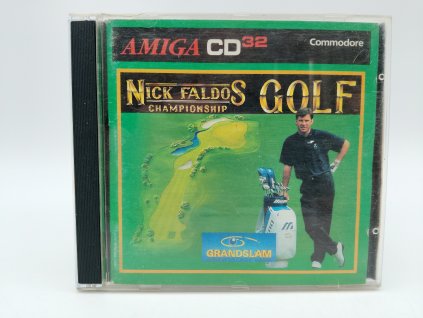 AMIGA CD32
Commodore
NICK FALDOS GOLF
CHAMPIONSHIP
GRANDSLAM